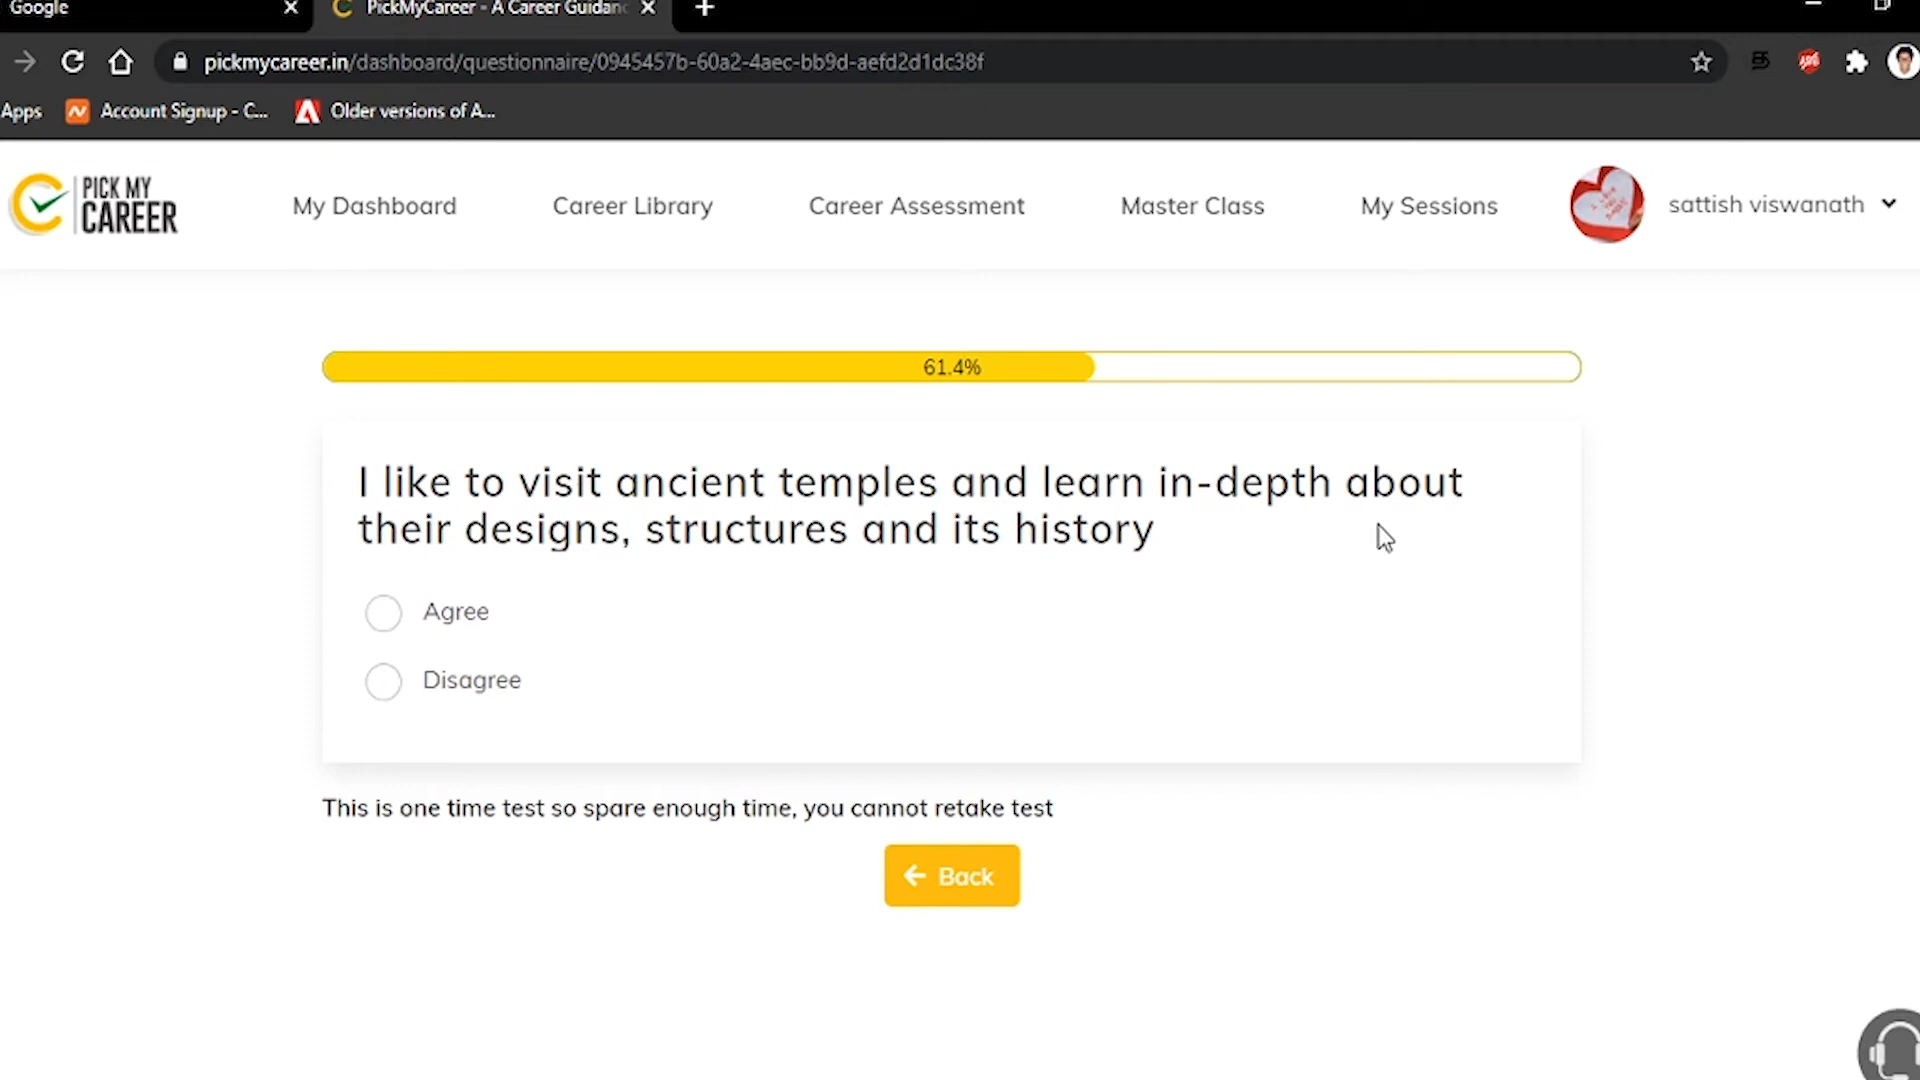 Google
PickMyCareer - A Career Guidanc
pickmycareer.in/dashboard/questionnaire/0945457b-60a2-4aec-bb9d-aefd2d1dc38f
Apps
Account Signup - C...
Older versions of A...
PICK MY
CAREER
My Dashboard
Career Library
Career Assessment
Master Class
My Sessions
sattish viswanath
61.4%
I like to visit ancient temples and learn in-depth about
their designs, structures and its history
Agree
Disagree
This is one time test so spare enough time, you cannot retake test
Back